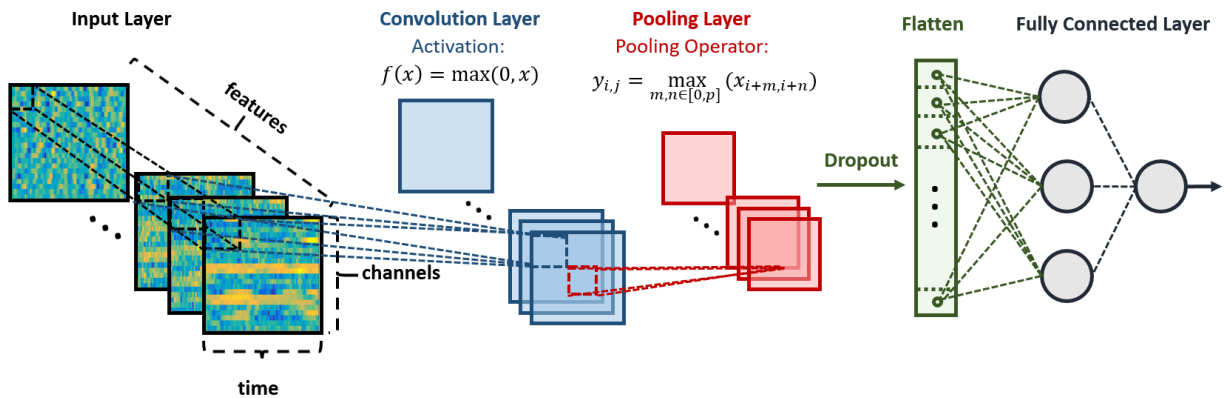 Input Layer
features
channels
time
Convolution Layer
Activation:
f(x) = max(0, x)
Pooling Layer
Pooling Operator:
y_{i,j} = max_{m,n∈[0,p]} (x_{i+m,i+n})
Dropout
Flatten
Fully Connected Layer